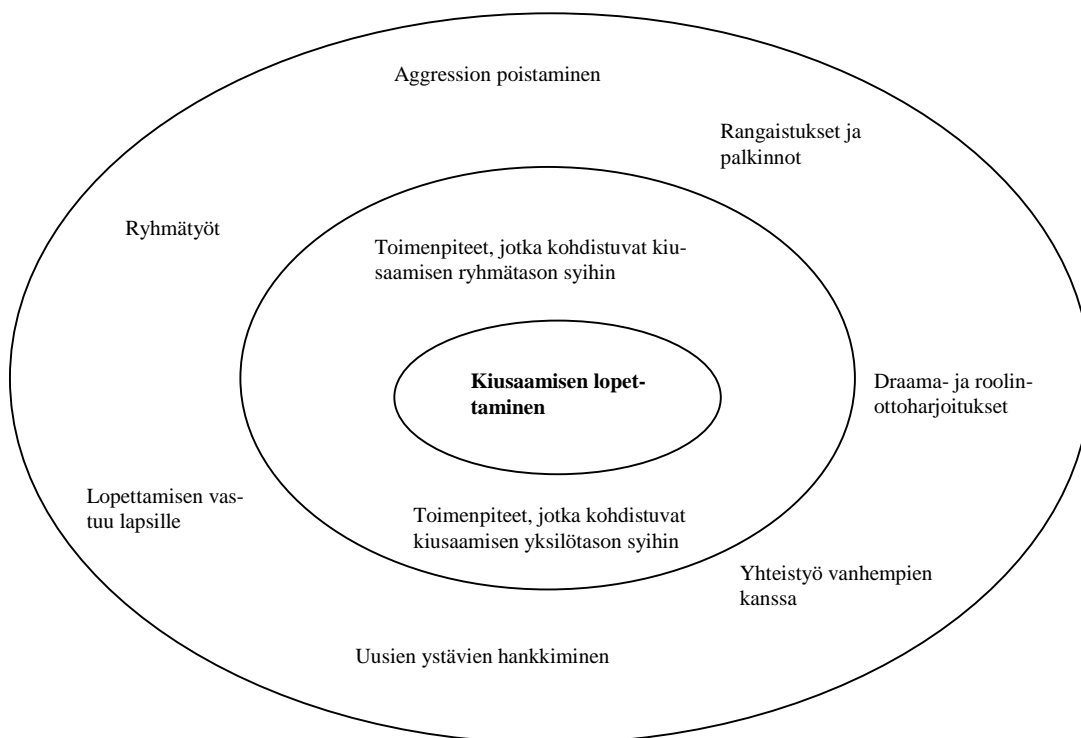 Aggression poistaminen
Rangaistukset ja
palkinnot
Ryhmätyöt
Toimenpiteet, jotka kohdistuvat kiu-
saamisen ryhmätason syihin
Kiusaamisen lopet-
taminen
Draama- ja roolin-
ottoharjoitukset
Lopettamisen vas-
tuu lapsille
Toimenpiteet, jotka kohdistuvat
kiusaamisen yksilötason syihin
Yhteistyö vanhempien
kanssa
Uusien ystävien hankkiminen